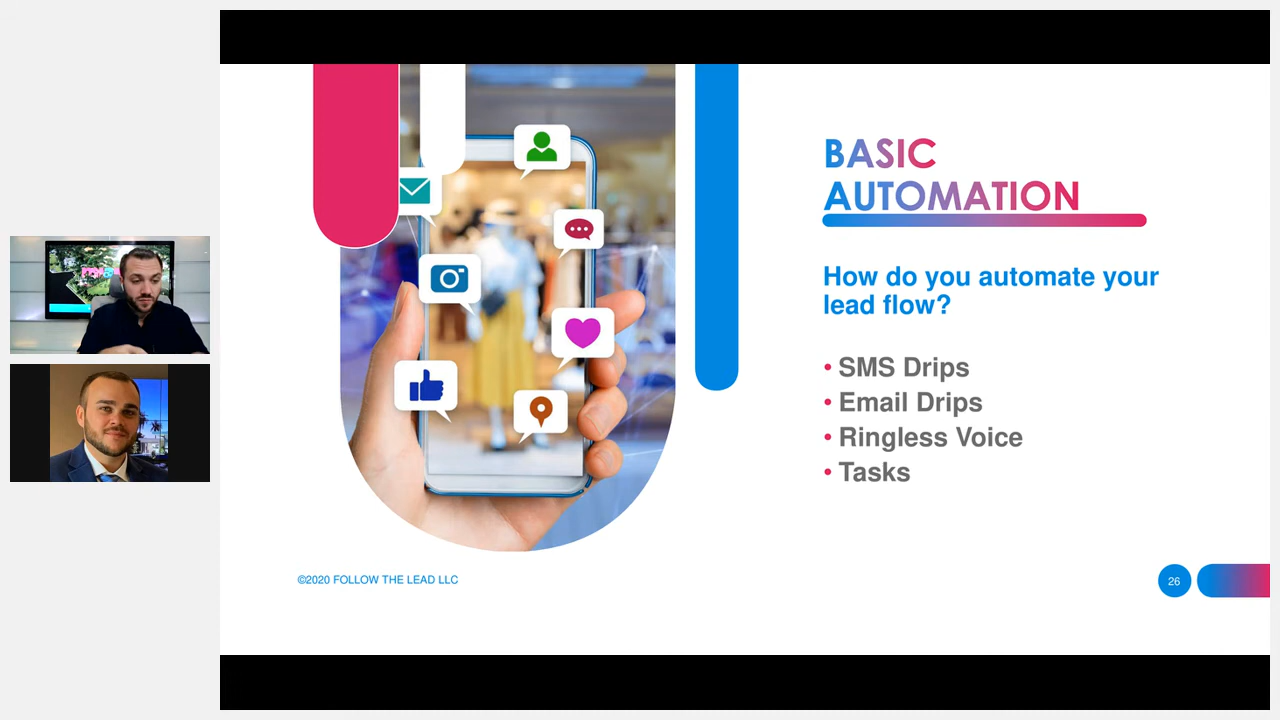 BASIC
AUTOMATION
How do you automate your
lead flow?
• SMS Drips
• Email Drips
• Ringless Voice
• Tasks
©2020 FOLLOW THE LEAD LLC
26